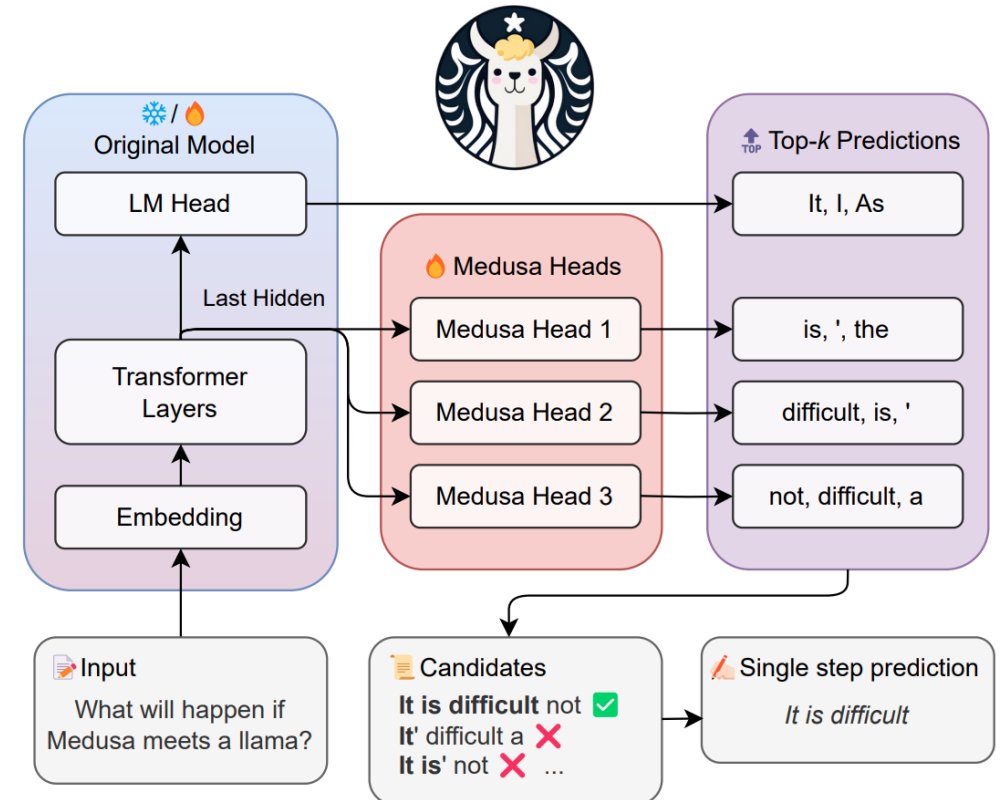 ❄️ / 🔥
Original Model
LM Head
Last Hidden
Transformer
Layers
Embedding
Input
What will happen if
Medusa meets a llama?
Medusa Heads
Medusa Head 1
Medusa Head 2
Medusa Head 3
TOP
Top-k Predictions
It, I, As
is, ', the
difficult, is, '
not, difficult, a
Candidates
It is difficult not ✅
It' difficult a ❌
It is' not ❌ ...
Single step prediction
It is difficult